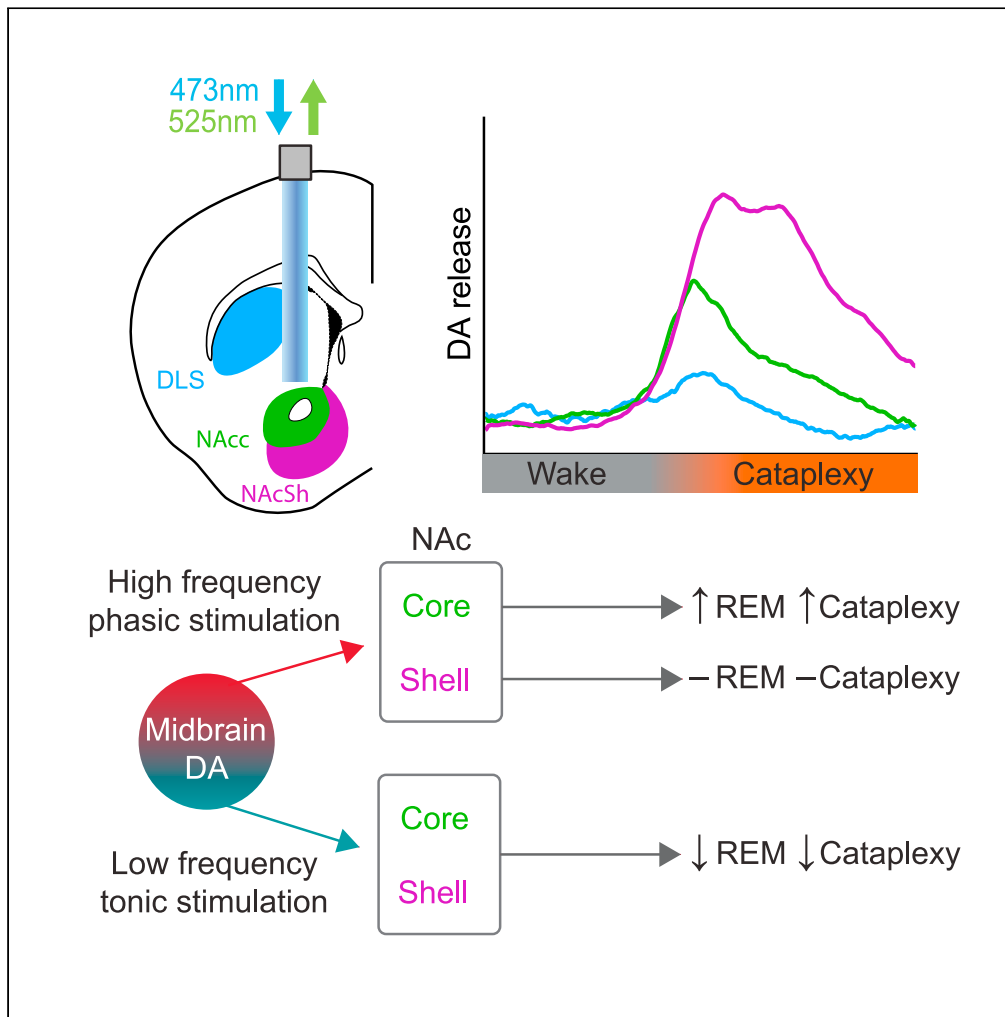 473nm
525nm
DLS
NAcc
NAcSh
DA release
Wake
Cataplexy
NAc
High frequency
phasic stimulation
Core
↑ REM ↑ Cataplexy
Shell
– REM – Cataplexy
Midbrain
DA
Core
↓ REM ↓ Cataplexy
Shell
Low frequency
tonic stimulation